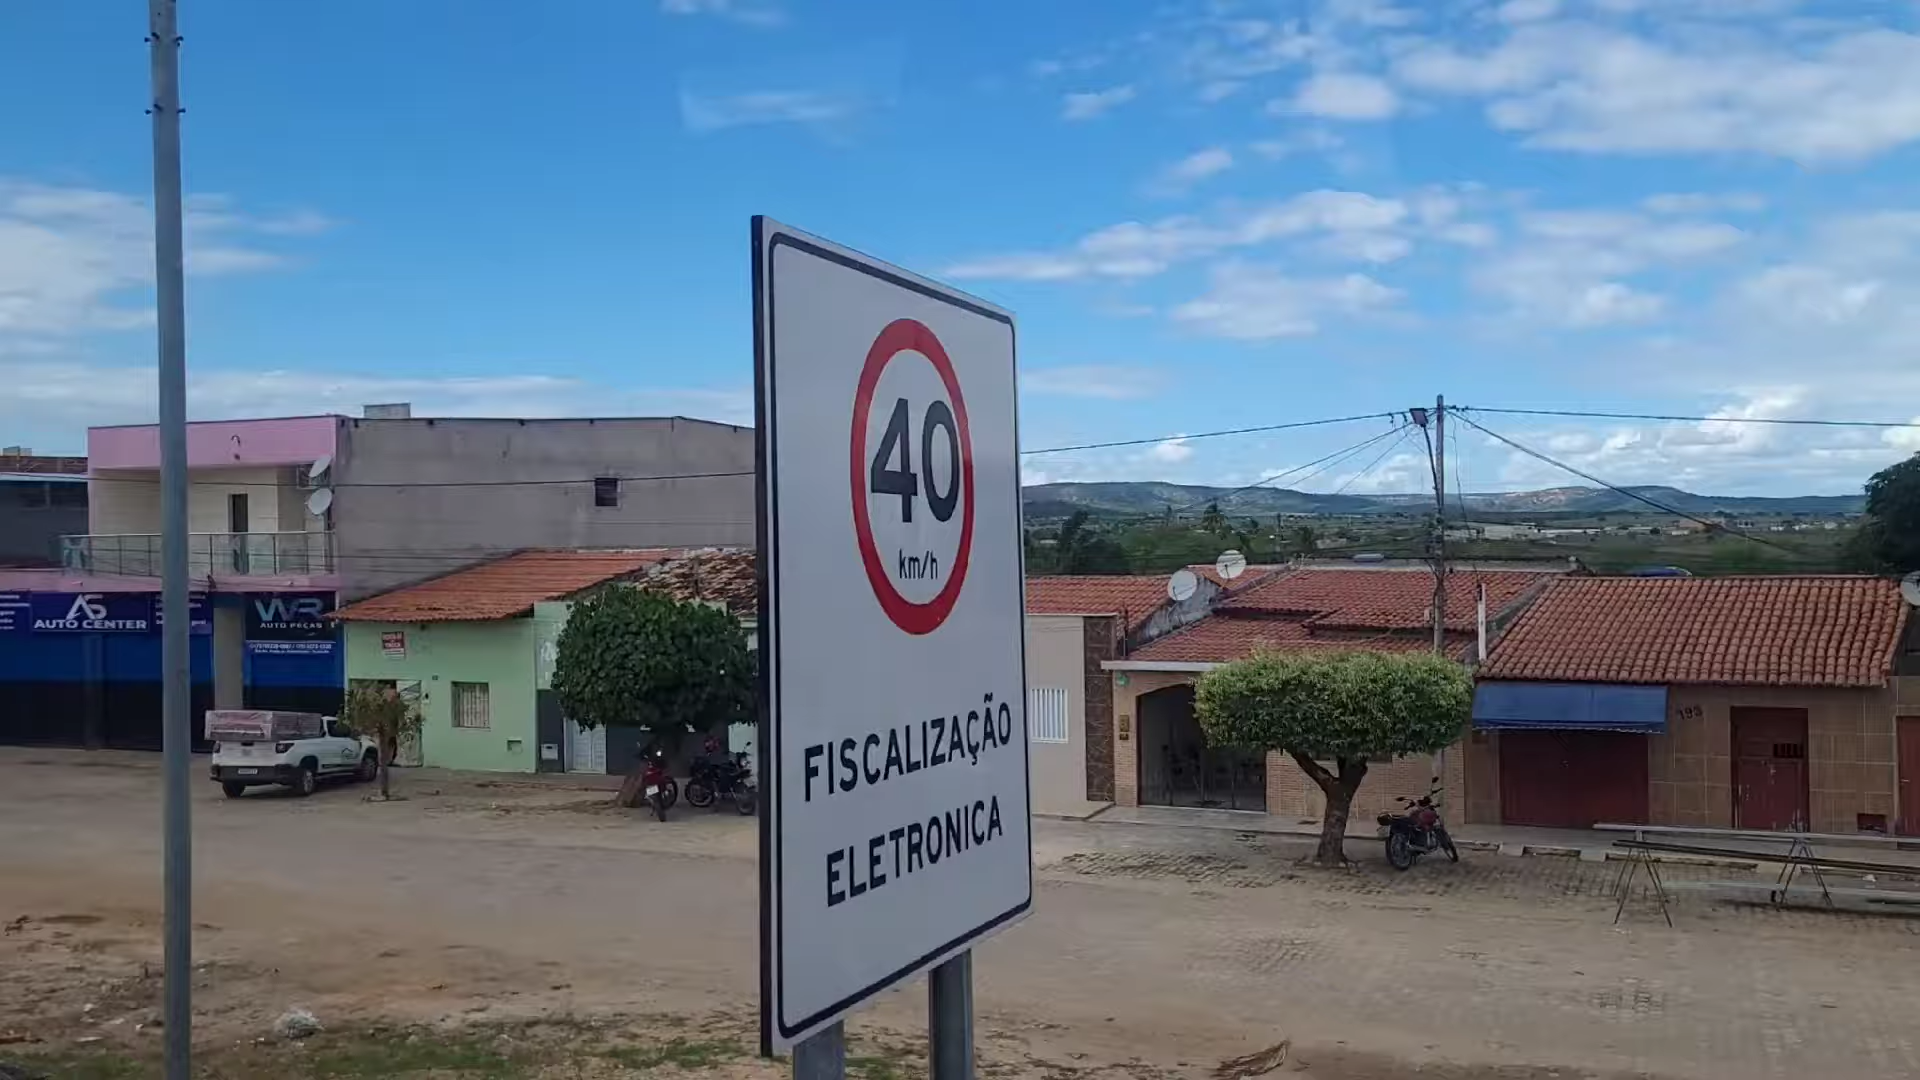 40
km/h
FISCALIZAÇÃO
ELETRONICA
AS
AUTO CENTER
WR
AUTO PEÇAS
193